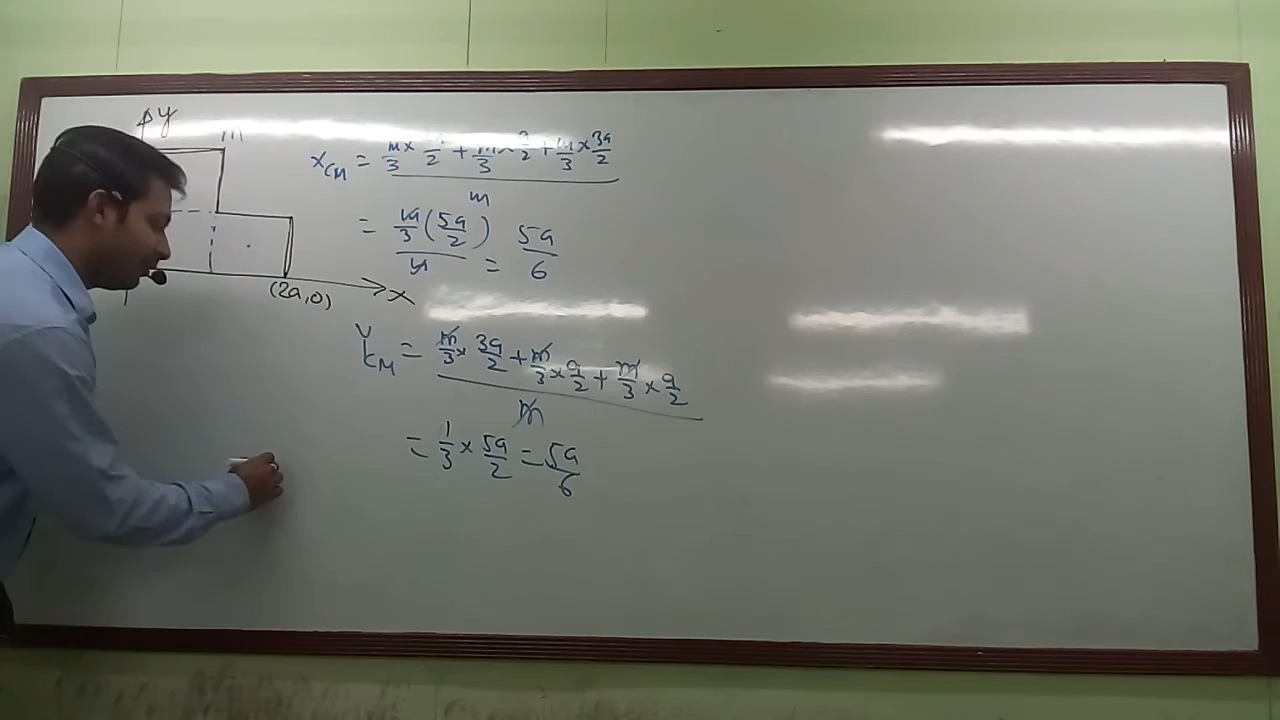 y
m
x_CM = m/3 × a/2 + m/3 × a/2 + m/3 × 3a/2
m
= m/3 (5a/2) / m = 5a/6
(2a,0)
x
Y_CM = m/3 × 3a/2 + m/3 × a/2 + m/3 × a/2
m
= 1/3 × 5a/2 = 5a/6